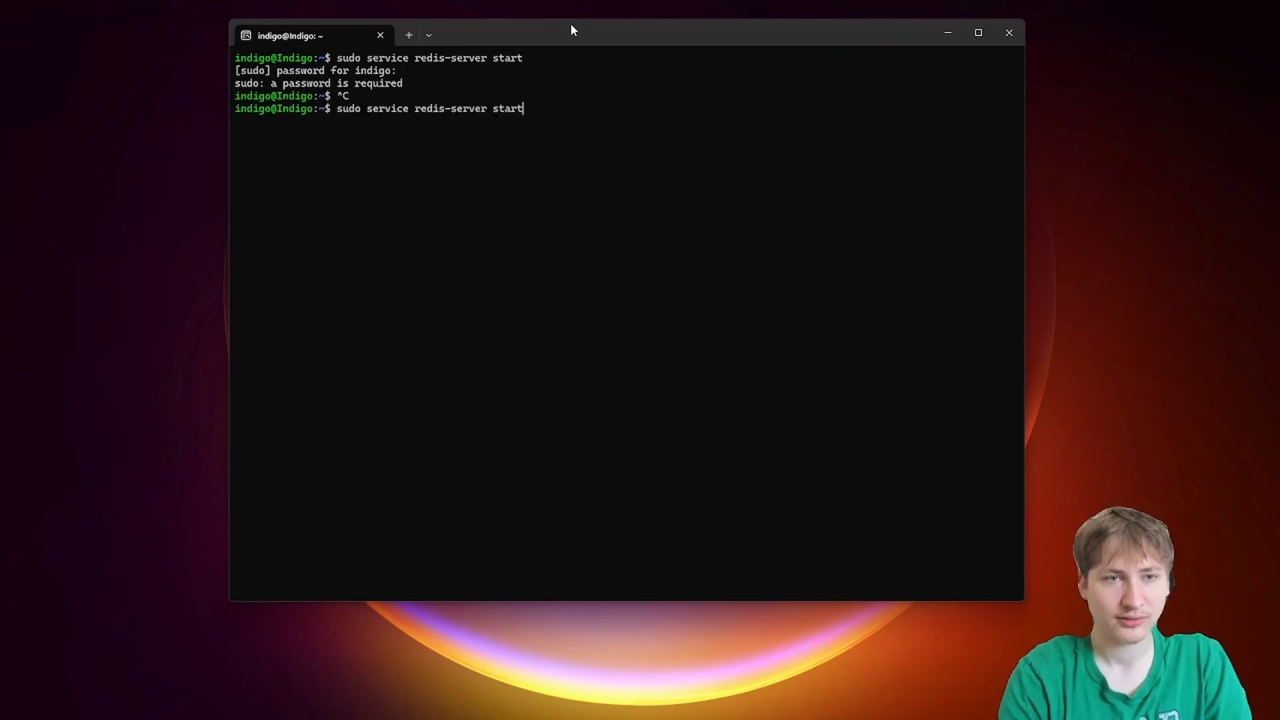 indigo@Indigo: ~
indigo@Indigo:~$ sudo service redis-server start
[sudo] password for indigo:
sudo: a password is required
indigo@Indigo:~$ ^C
indigo@Indigo:~$ sudo service redis-server start